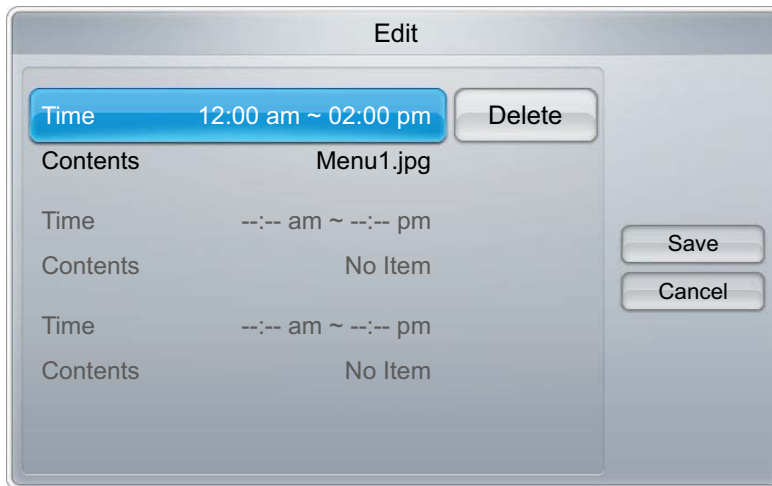 Edit
Time 12:00 am ~ 02:00 pm Delete
Contents Menu1.jpg
Time --:-- am ~ --:-- pm
Save
Contents No Item
Cancel
Time --:-- am ~ --:-- pm
Contents No Item